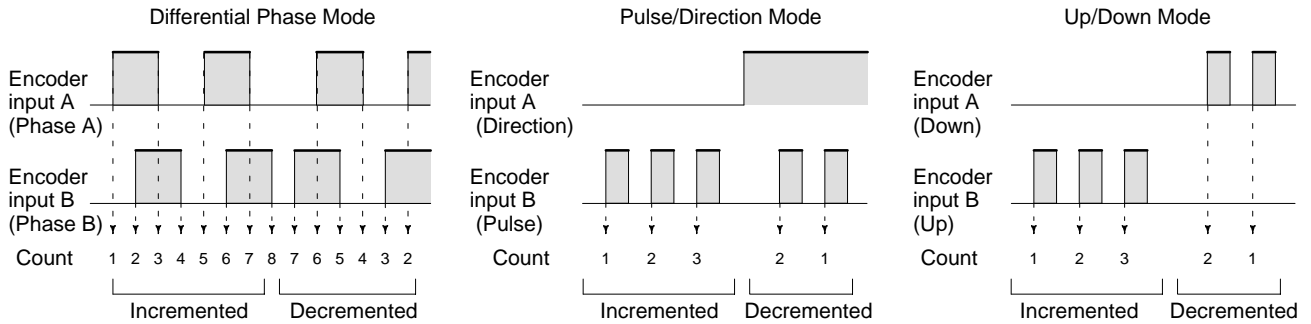 Differential Phase Mode
Encoder
input A
(Phase A)
Encoder
input B
(Phase B)
Count
1 2 3 4 5 6 7 8 7 6 5 4 3 2
Incremented Decremented
Pulse/Direction Mode
Encoder
input A
(Direction)
Encoder
input B
(Pulse)
Count
1 2 3 2 1
Incremented Decremented
Up/Down Mode
Encoder
input A
(Down)
Encoder
input B
(Up)
Count
1 2 3 2 1
Incremented Decremented